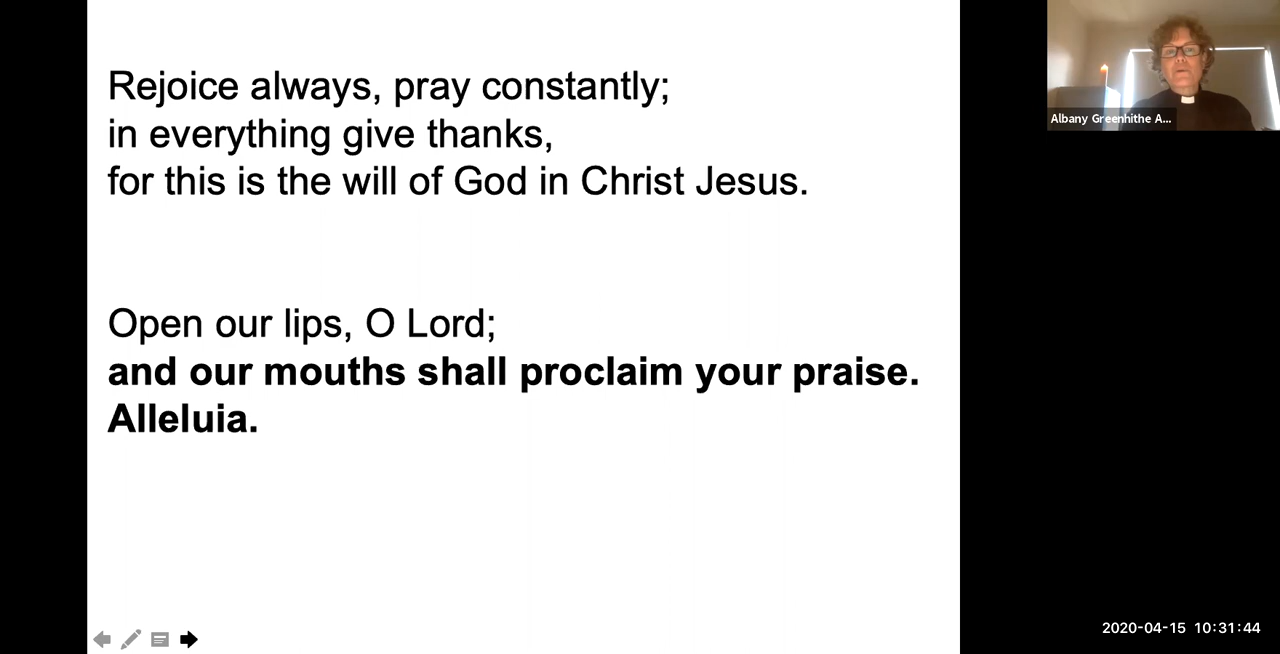 Rejoice always, pray constantly;
in everything give thanks,
for this is the will of God in Christ Jesus.
Open our lips, O Lord;
and our mouths shall proclaim your praise.
Alleluia.
Albany Greenhithe A...
2020-04-15 10:31:44